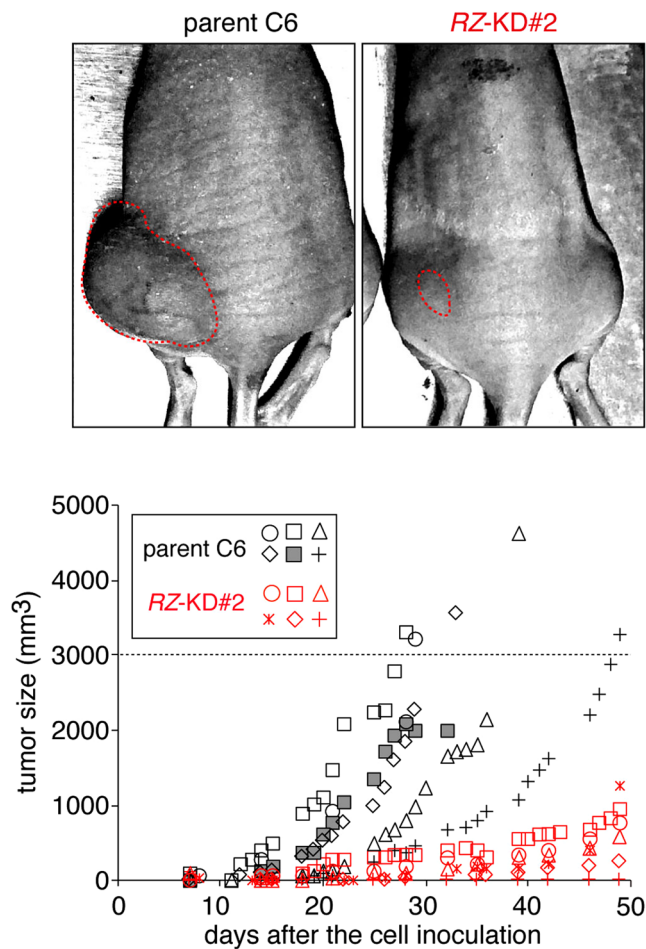 parent C6
RZ-KD#2
5000
4000
3000
2000
1000
0
tumor size (mm³)
parent C6
RZ-KD#2
0 10 20 30 40 50
days after the cell inoculation